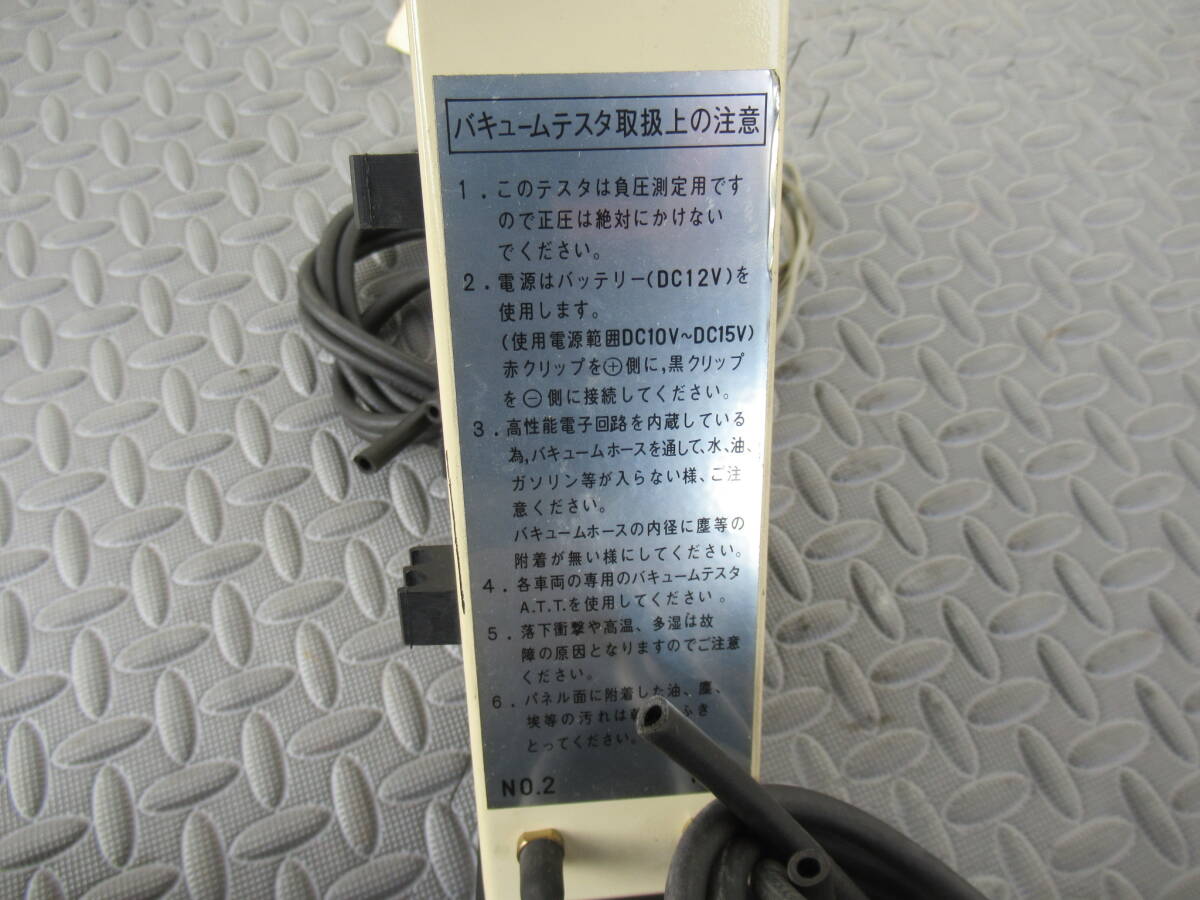 バキュームテスタ取扱上の注意
1.このテスタは負圧測定用です
ので正圧は絶対にかけない
でください。
2.電源はバッテリー(DC12V)を
使用します。
(使用電源範囲DC10V~DC15V)
赤クリップを⊕側に,黒クリップ
を⊖側に接続してください。
3.高性能電子回路を内蔵している
為,バキュームホースを通して、水、油、
ガソリン等が入らない様、ご注
意ください。
バキュームホースの内径に塵等の
附着が無い様にしてください。
4.各車両の専用のバキュームテスタ
A.T.T.を使用してください。
5.落下衝撃や高温、多湿は故
障の原因となりますのでご注意
ください。
6.パネル面に附着した油、塵、
埃等の汚れは ふき
とってください。
NO.2